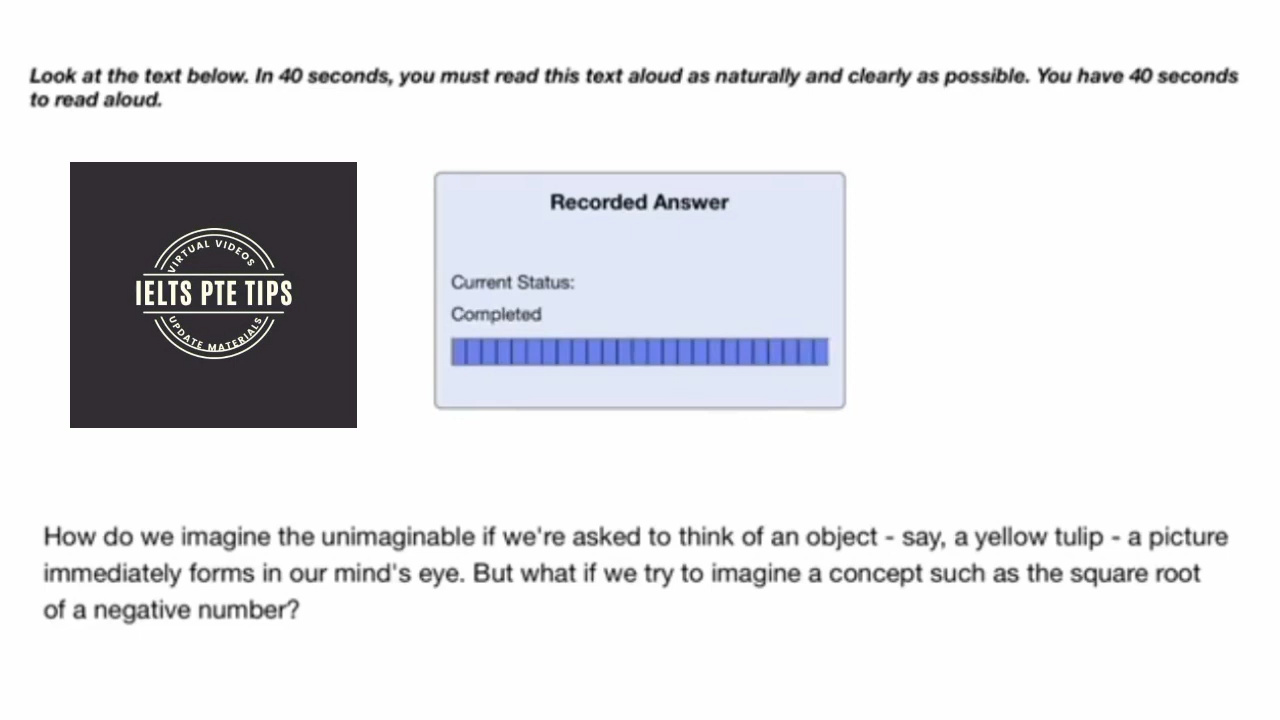 Look at the text below. In 40 seconds, you must read this text aloud as naturally and clearly as possible. You have 40 seconds
to read aloud.
VIRTUAL VIDEOS
IELTS PTE TIPS
UPDATE MATERIALS
Recorded Answer
Current Status:
Completed
How do we imagine the unimaginable if we're asked to think of an object - say, a yellow tulip - a picture
immediately forms in our mind's eye. But what if we try to imagine a concept such as the square root
of a negative number?